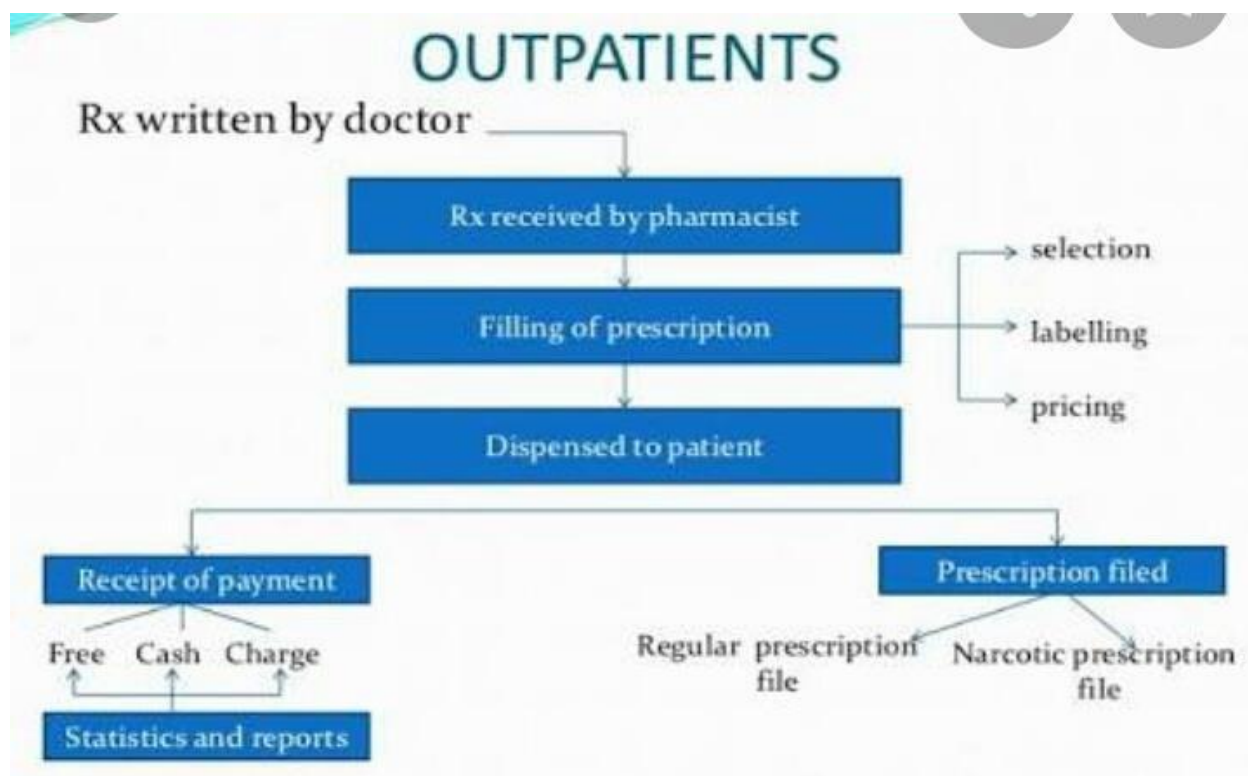 OUTPATIENTS
Rx written by doctor
Rx received by pharmacist
Filling of prescription
selection
labelling
pricing
Dispensed to patient
Receipt of payment
Free Cash Charge
Statistics and reports
Prescription filed
Regular prescription
file
Narcotic prescription
file